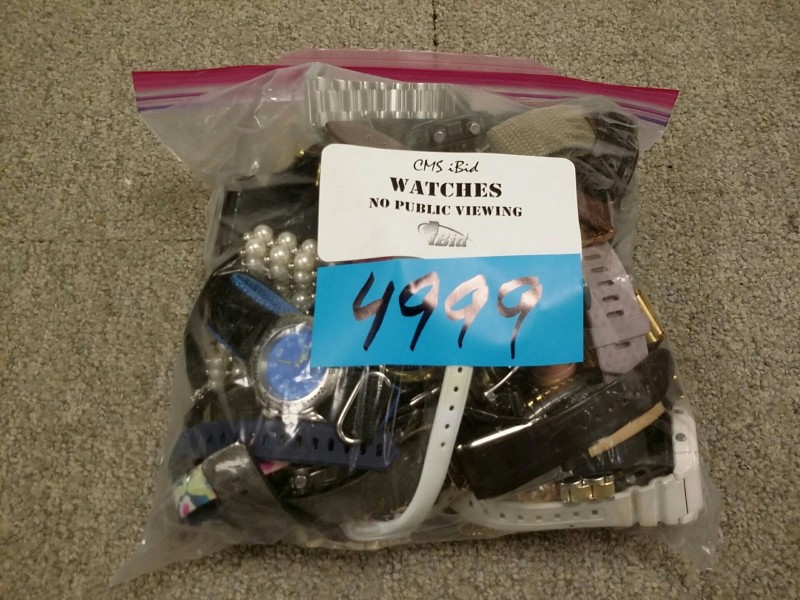 CMS iBid
WATCHES
NO PUBLIC VIEWING
iBid
4999